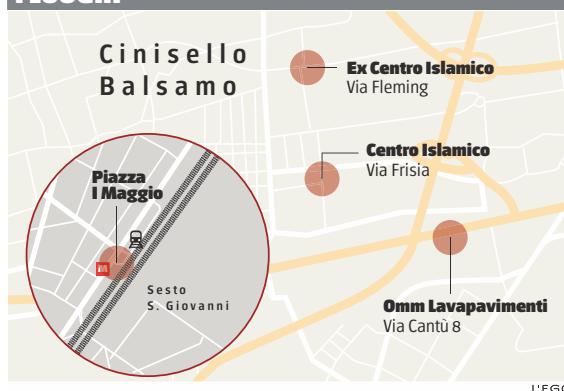 Cinisello
Balsamo
Ex Centro Islamico
Via Fleming
Centro Islamico
Via Frisia
Piazza
I Maggio
M
Sesto
S. Giovanni
Omm Lavapavimenti
Via Cantù 8